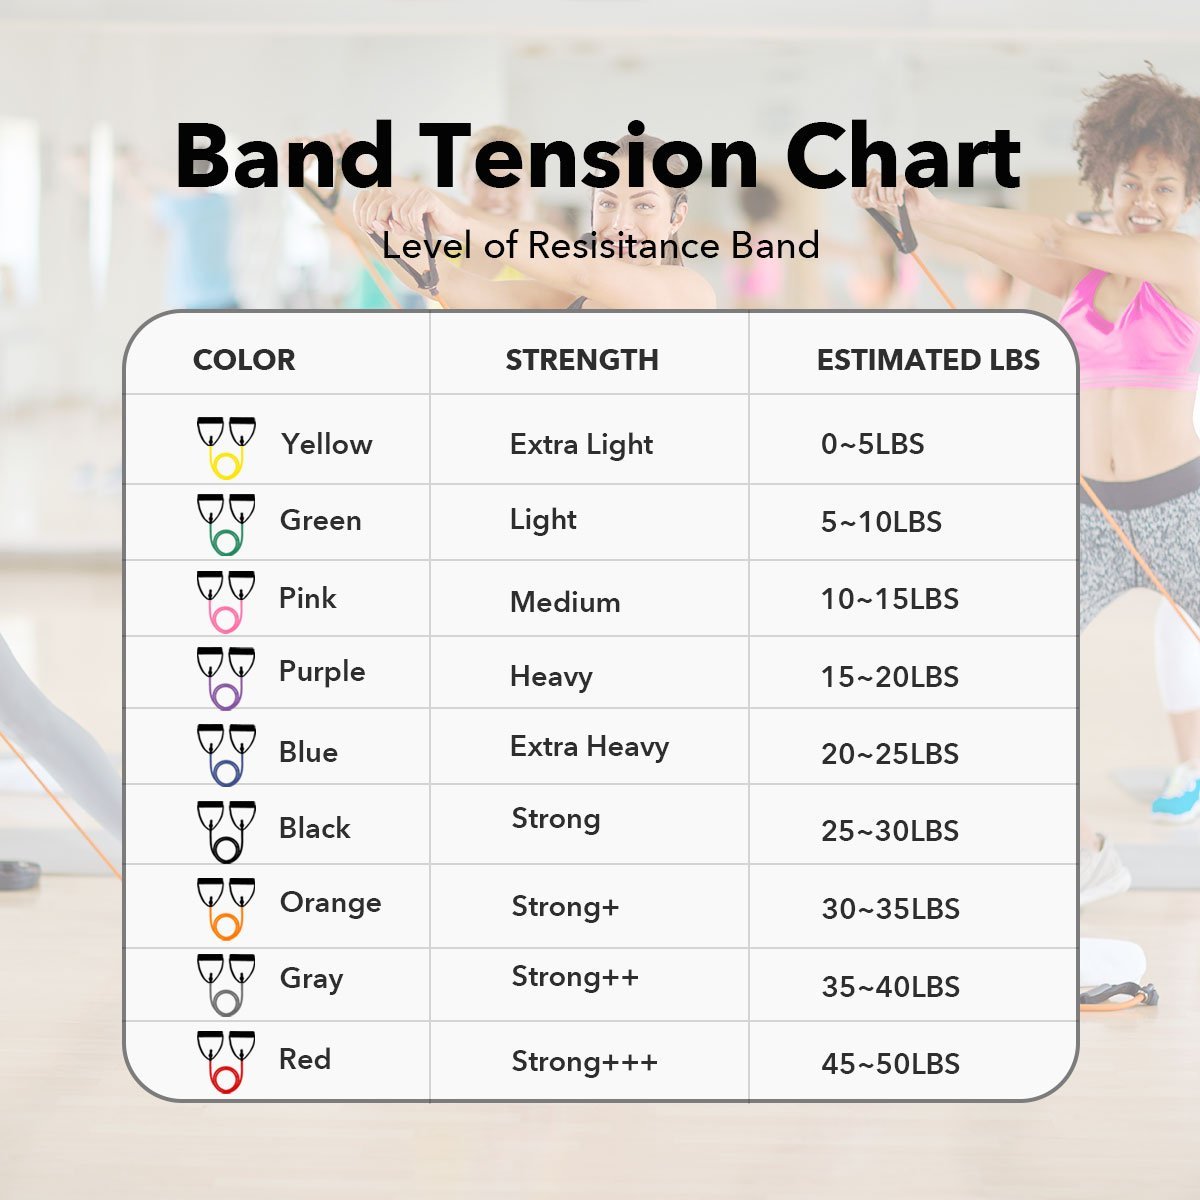 Band Tension Chart
Level of Resisitance Band
COLOR STRENGTH ESTIMATED LBS
Yellow Extra Light 0~5LBS
Green Light 5~10LBS
Pink Medium 10~15LBS
Purple Heavy 15~20LBS
Blue Extra Heavy 20~25LBS
Black Strong 25~30LBS
Orange Strong+ 30~35LBS
Gray Strong++ 35~40LBS
Red Strong+++ 45~50LBS